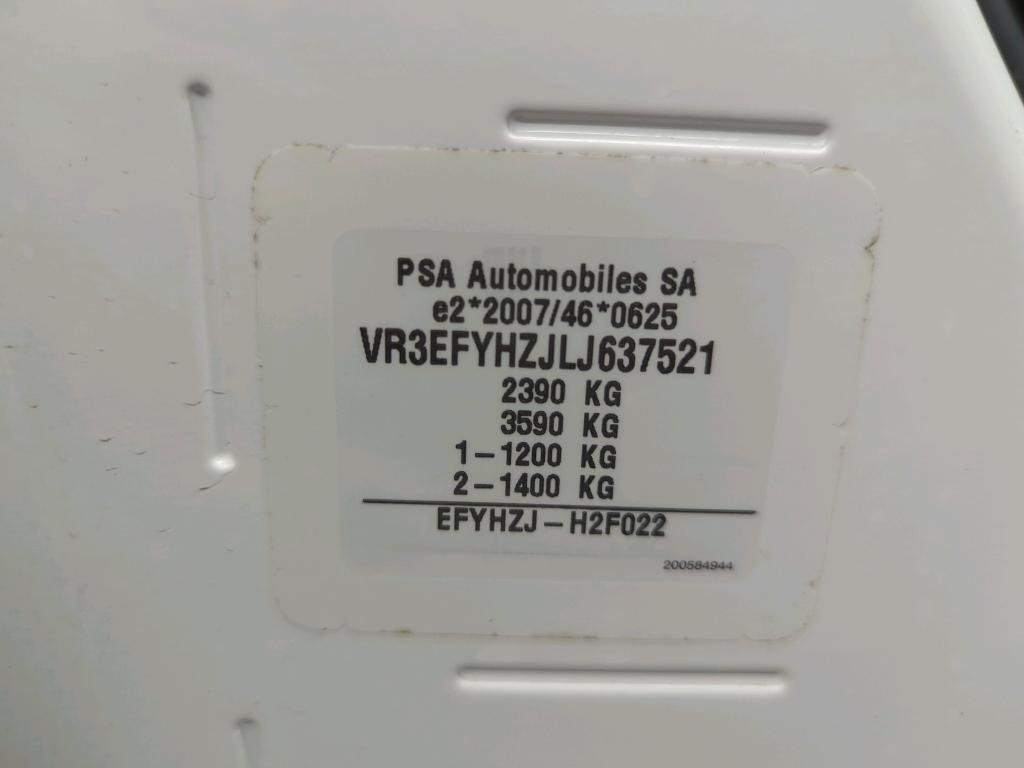 PSA Automobiles SA
e2*2007/46*0625
VR3EFYHZJLJ637521
2390 KG
3590 KG
1-1200 KG
2-1400 KG
EFYHZJ-H2F022
200584944